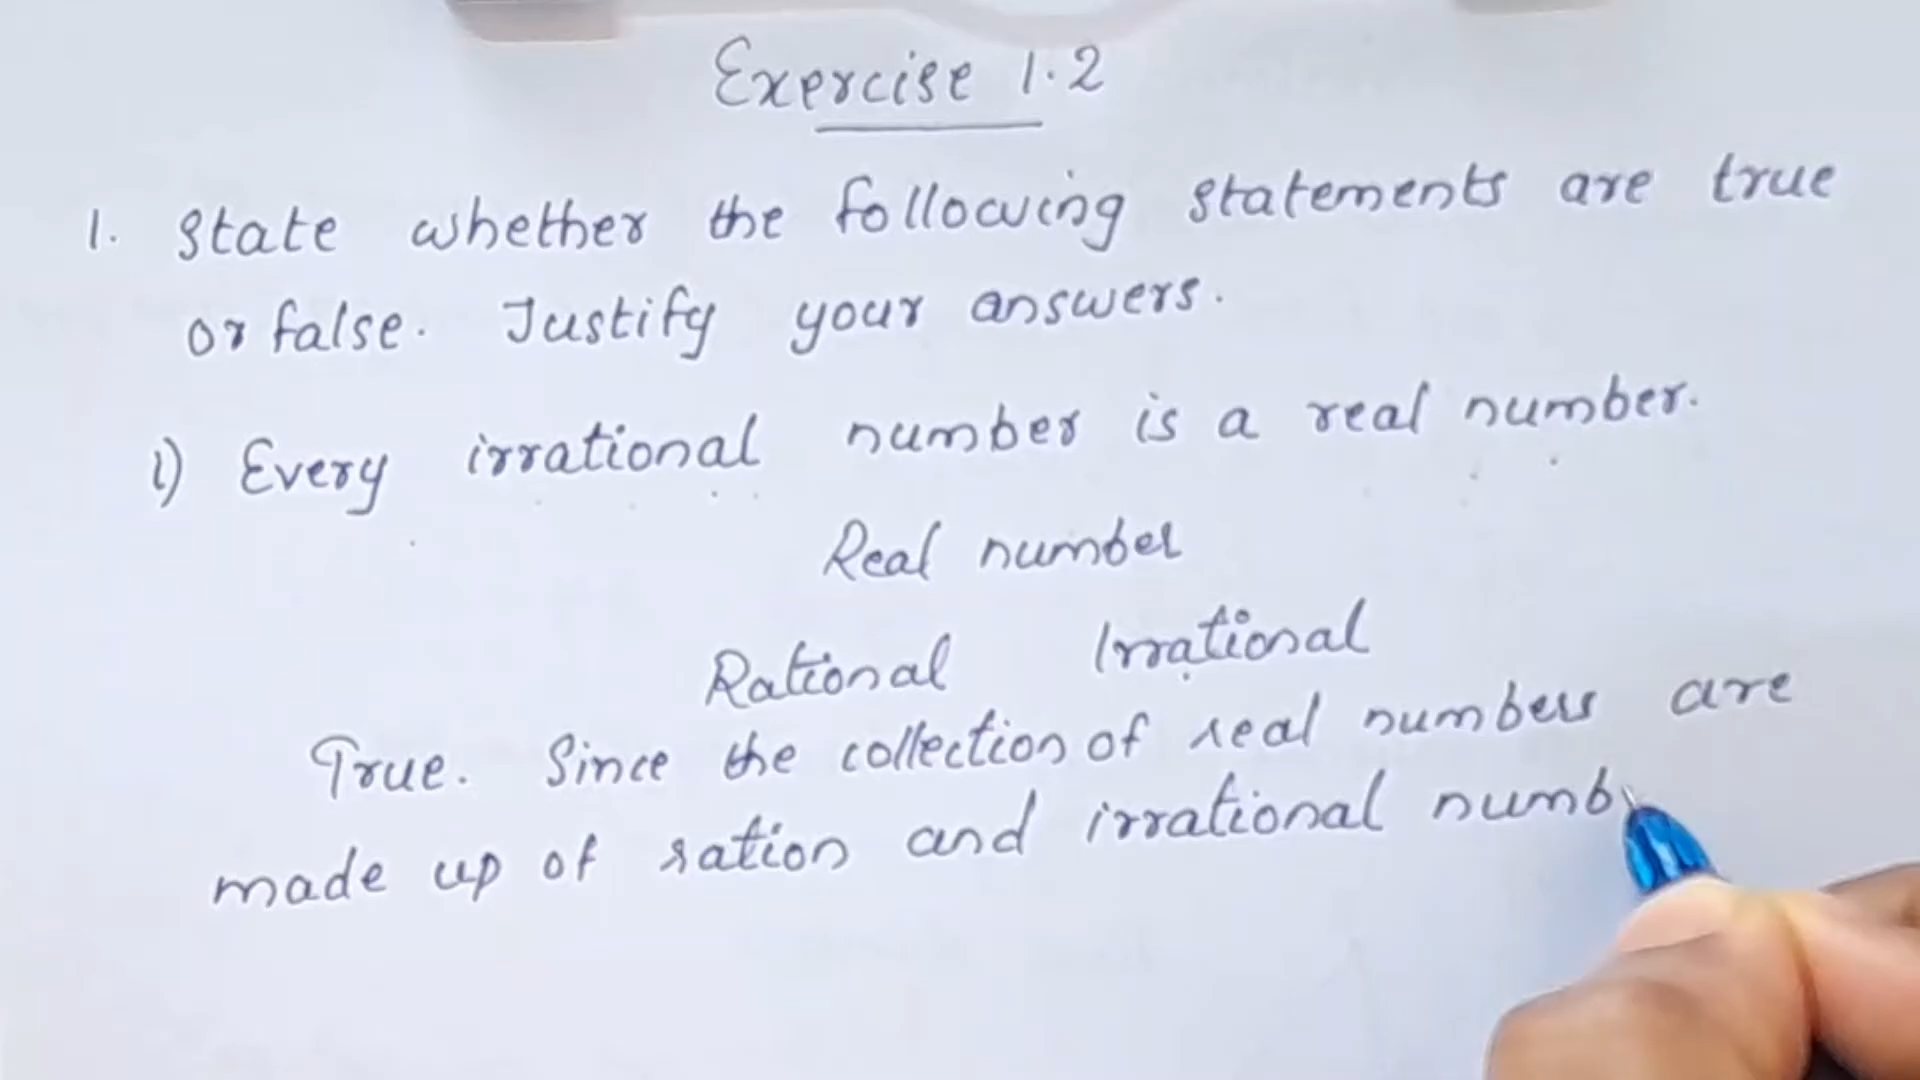 Exercise 1.2
1. State whether the following statements are true
or false. Justify your answers.
i) Every irrational number is a real number.
Real number
Rational Irrational
True. Since the collection of real numbers are
made up of ration and irrational numb